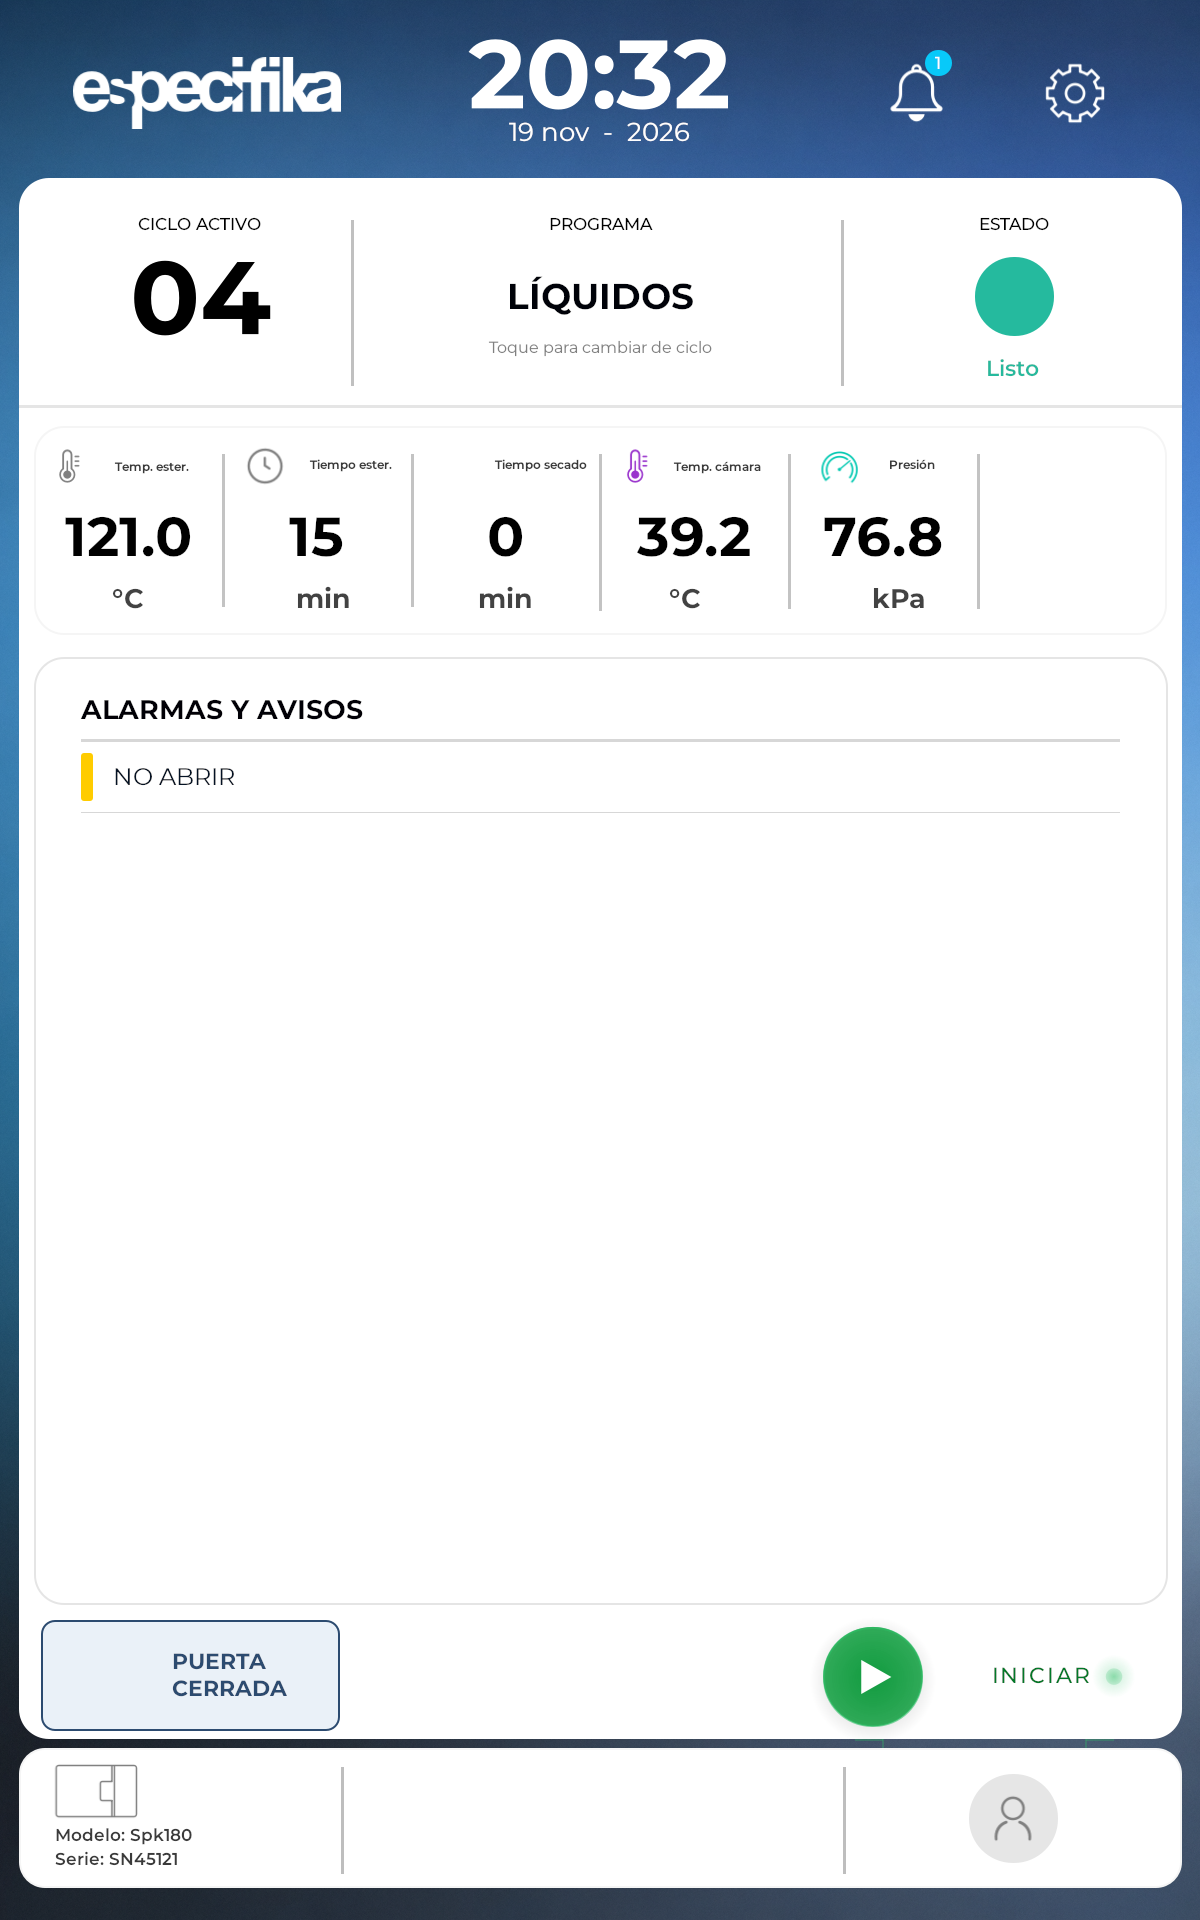 especifika
20:32
19 nov - 2026
1
CICLO ACTIVO
04
PROGRAMA
LÍQUIDOS
Toque para cambiar de ciclo
ESTADO
Listo
Temp. ester.
121.0
°C
Tiempo ester.
15
min
Tiempo secado
0
min
Temp. cámara
39.2
°C
Presión
76.8
kPa
ALARMAS Y AVISOS
NO ABRIR
PUERTA
CERRADA
INICIAR
Modelo: Spk180
Serie: SN45121